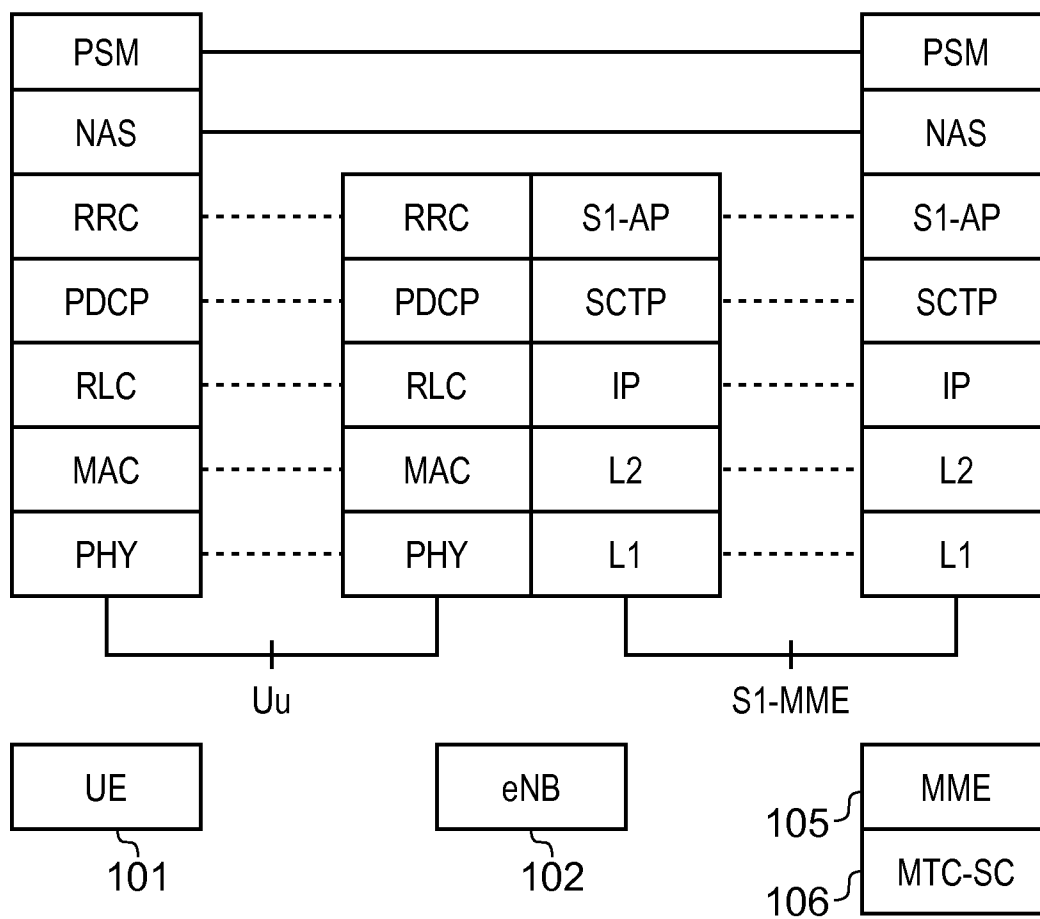 PSM PSM
NAS NAS
RRC RRC S1-AP S1-AP
PDCP PDCP SCTP SCTP
RLC RLC IP IP
MAC MAC L2 L2
PHY PHY L1 L1
Uu S1-MME
UE eNB MME
101 102 105
106 MTC-SC